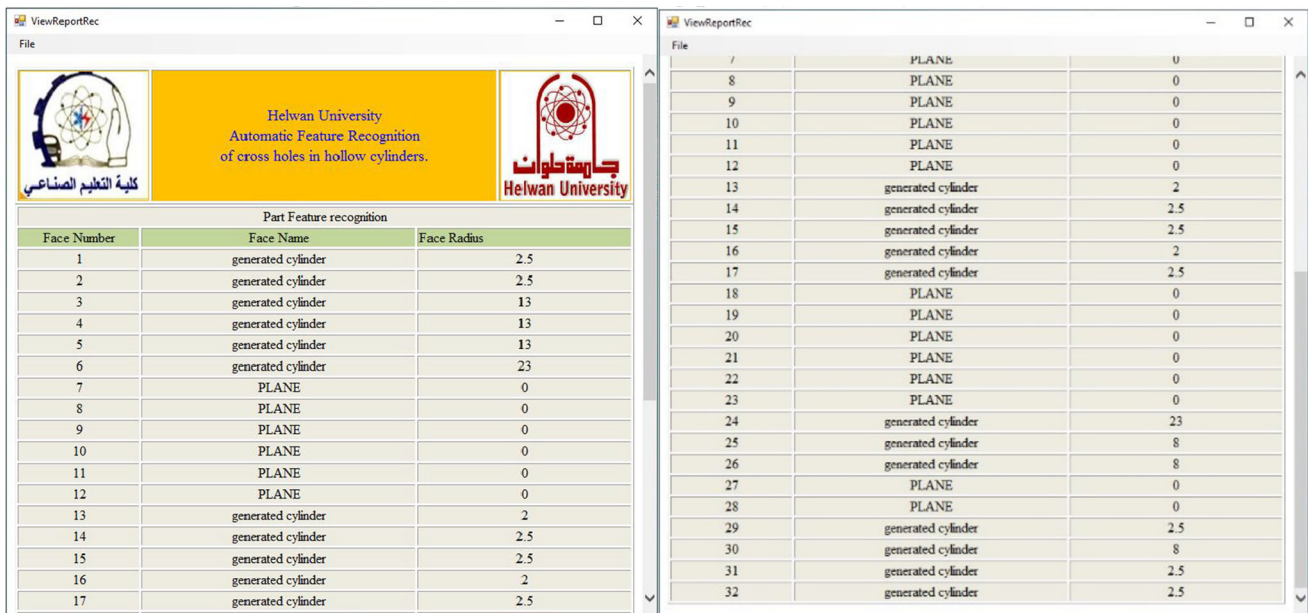 ViewReportRec
File
كلية التعليم الصناعي
Helwan University
Automatic Feature Recognition
of cross holes in hollow cylinders.
جامعة حلوان
Helwan University
Part Feature recognition
Face Number Face Name Face Radius
1 generated cylinder 2.5
2 generated cylinder 2.5
3 generated cylinder 13
4 generated cylinder 13
5 generated cylinder 13
6 generated cylinder 23
7 PLANE 0
8 PLANE 0
9 PLANE 0
10 PLANE 0
11 PLANE 0
12 PLANE 0
13 generated cylinder 2
14 generated cylinder 2.5
15 generated cylinder 2.5
16 generated cylinder 2
17 generated cylinder 2.5
ViewReportRec
File
7 PLANE 0
8 PLANE 0
9 PLANE 0
10 PLANE 0
11 PLANE 0
12 PLANE 0
13 generated cylinder 2
14 generated cylinder 2.5
15 generated cylinder 2.5
16 generated cylinder 2
17 generated cylinder 2.5
18 PLANE 0
19 PLANE 0
20 PLANE 0
21 PLANE 0
22 PLANE 0
23 PLANE 0
24 generated cylinder 23
25 generated cylinder 8
26 generated cylinder 8
27 PLANE 0
28 PLANE 0
29 generated cylinder 2.5
30 generated cylinder 8
31 generated cylinder 2.5
32 generated cylinder 2.5